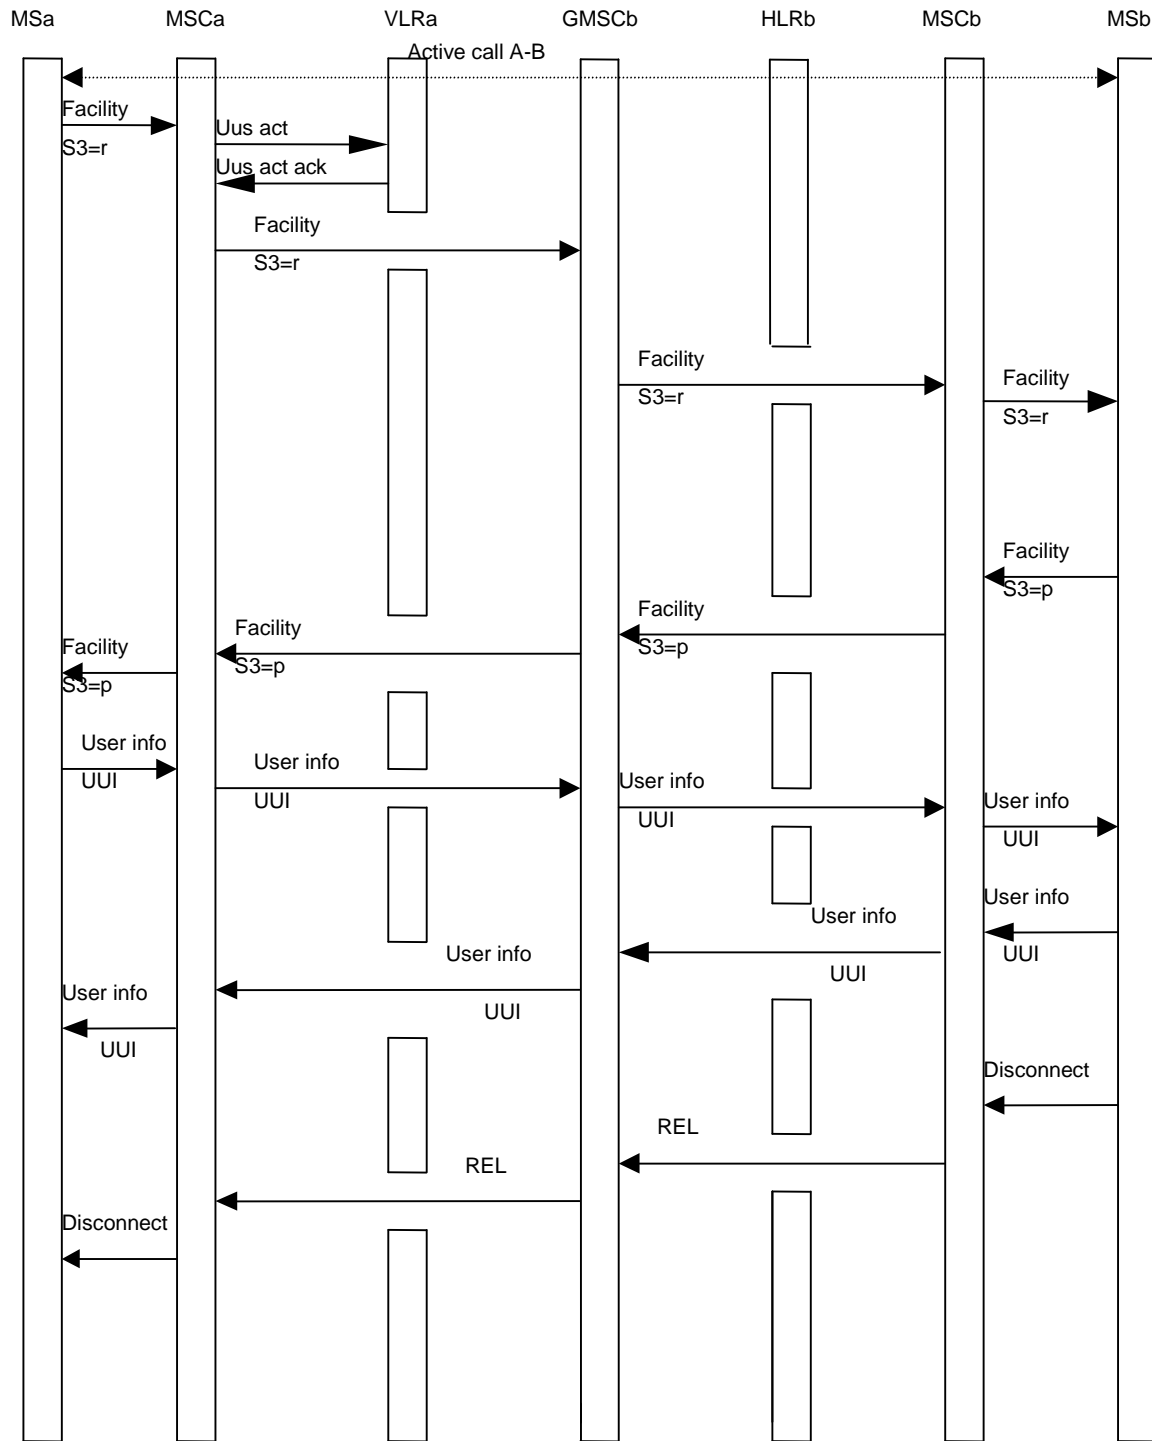 MSa MSCa VLRa GMSCb HLRb MSCb MSb
Active call A-B
Facility
S3=r
Uus act
Uus act ack
Facility
S3=r
Facility
S3=r
Facility
S3=r
Facility
S3=p
Facility
S3=p
Facility
S3=p
Facility
S3=p
User info
UUI
User info
UUI
User info
UUI
User info
UUI
User info
UUI
User info
UUI
User info
UUI
User info
UUI
Disconnect
REL
REL
Disconnect